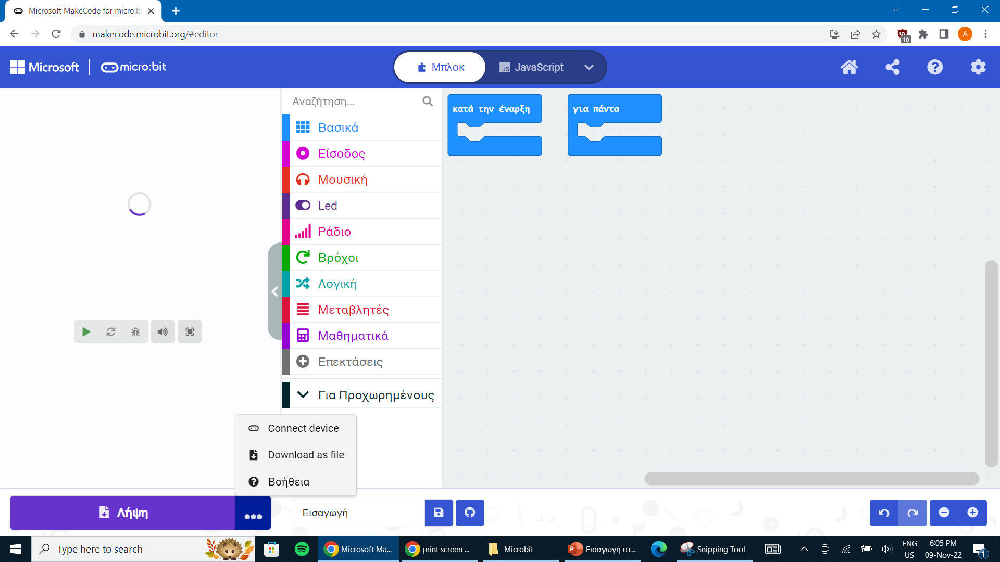 Microsoft MakeCode for micro:bi
makecode.microbit.org/#editor
10
A
Microsoft
micro:bit
Μπλοκ
JS JavaScript
Αναζήτηση...
Βασικά
Είσοδος
Μουσική
Led
Ράδιο
Βρόχοι
Λογική
Μεταβλητές
Μαθηματικά
Επεκτάσεις
Για Προχωρημένους
κατά την έναρξη
για πάντα
Connect device
Download as file
Βοήθεια
Λήψη
Εισαγωγή
Type here to search
Microsoft Ma...
print screen ...
Microbit
Εισαγωγή στ...
Snipping Tool
ENG
US
6:05 PM
09-Nov-22
1